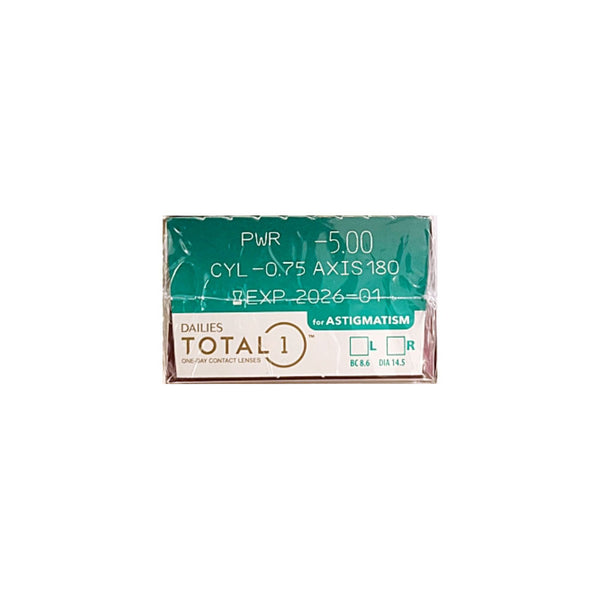 PWR -5.00
CYL -0.75 AXIS 180
EXP 2026-01
for ASTIGMATISM
DAILIES
TOTAL 1™
ONE-DAY CONTACT LENSES
L R
BC 8.6 DIA 14.5